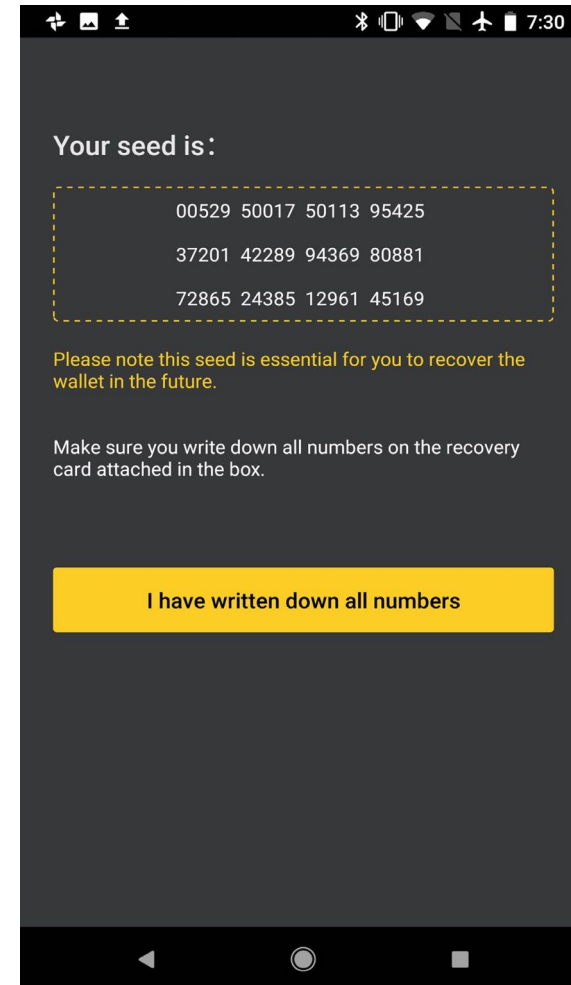 7:30
Your seed is:
00529 50017 50113 95425
37201 42289 94369 80881
72865 24385 12961 45169
Please note this seed is essential for you to recover the
wallet in the future.
Make sure you write down all numbers on the recovery
card attached in the box.
I have written down all numbers